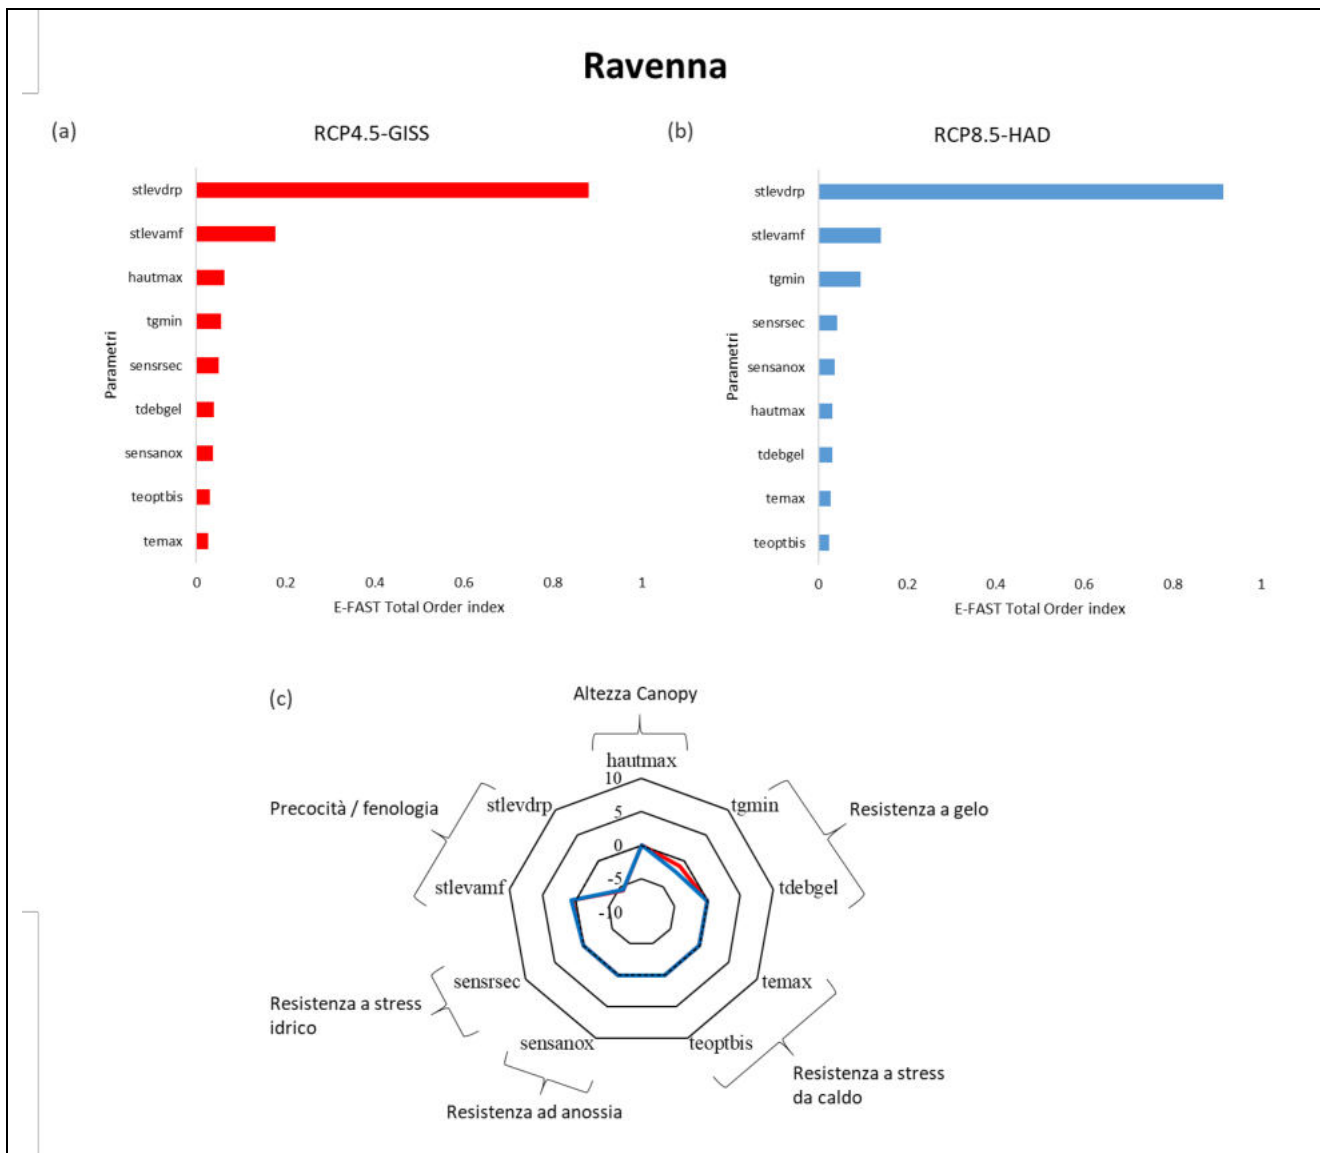 Ravenna
(a)
RCP4.5-GISS
Parametri
stlevdrp
stlevamf
hautmax
tgmin
sensrsec
tdebgel
sensanox
teoptbis
temax
0 0.2 0.4 0.6 0.8 1
E-FAST Total Order index
(b)
RCP8.5-HAD
Parametri
stlevdrp
stlevamf
tgmin
sensrsec
sensanox
hautmax
tdebgel
temax
teoptbis
0 0.2 0.4 0.6 0.8 1
E-FAST Total Order index
(c)
Altezza Canopy
hautmax
10
5
0
-5
-10
Precocità / fenologia
stlevdrp
stlevamf
tgmin
tdebgel
Resistenza a gelo
sensrsec
Resistenza a stress
idrico
temax
teoptbis
Resistenza a stress
da caldo
sensanox
Resistenza ad anossia